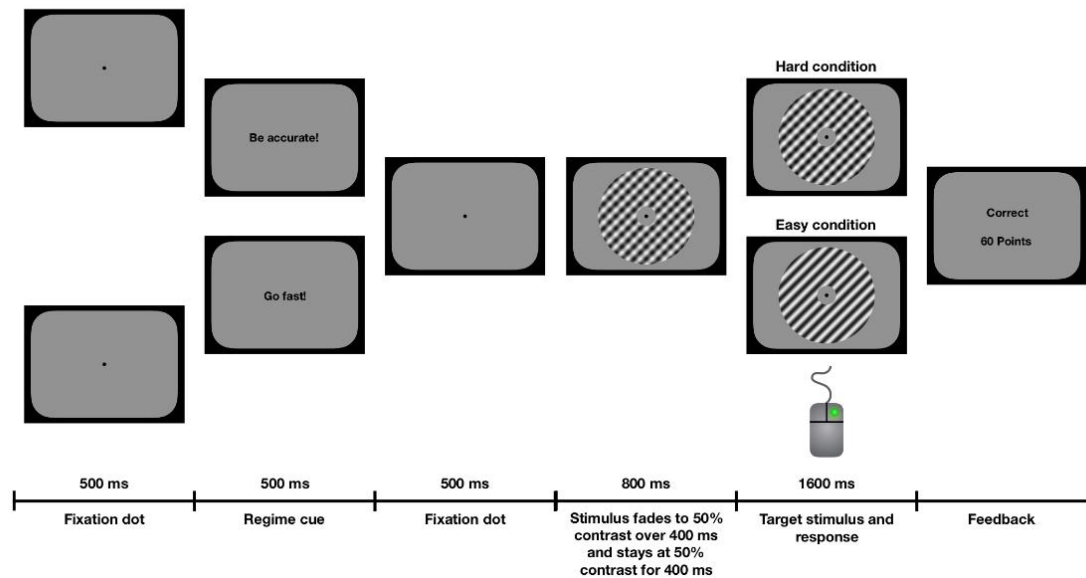 Hard condition
Be accurate!
Easy condition
Go fast!
Correct
60 Points
500 ms
500 ms
500 ms
800 ms
1600 ms
Fixation dot
Regime cue
Fixation dot
Stimulus fades to 50%
contrast over 400 ms
and stays at 50%
contrast for 400 ms
Target stimulus and
response
Feedback